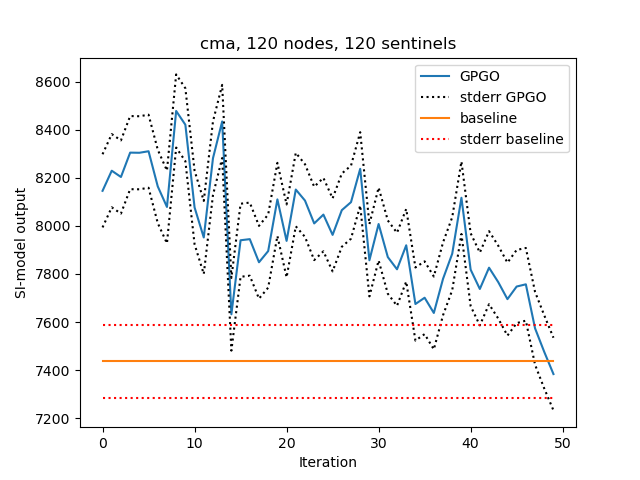 cma, 120 nodes, 120 sentinels
8600
8400
8200
8000
7800
7600
7400
7200
SI-model output
GPGO
stderr GPGO
baseline
stderr baseline
0 10 20 30 40 50
Iteration